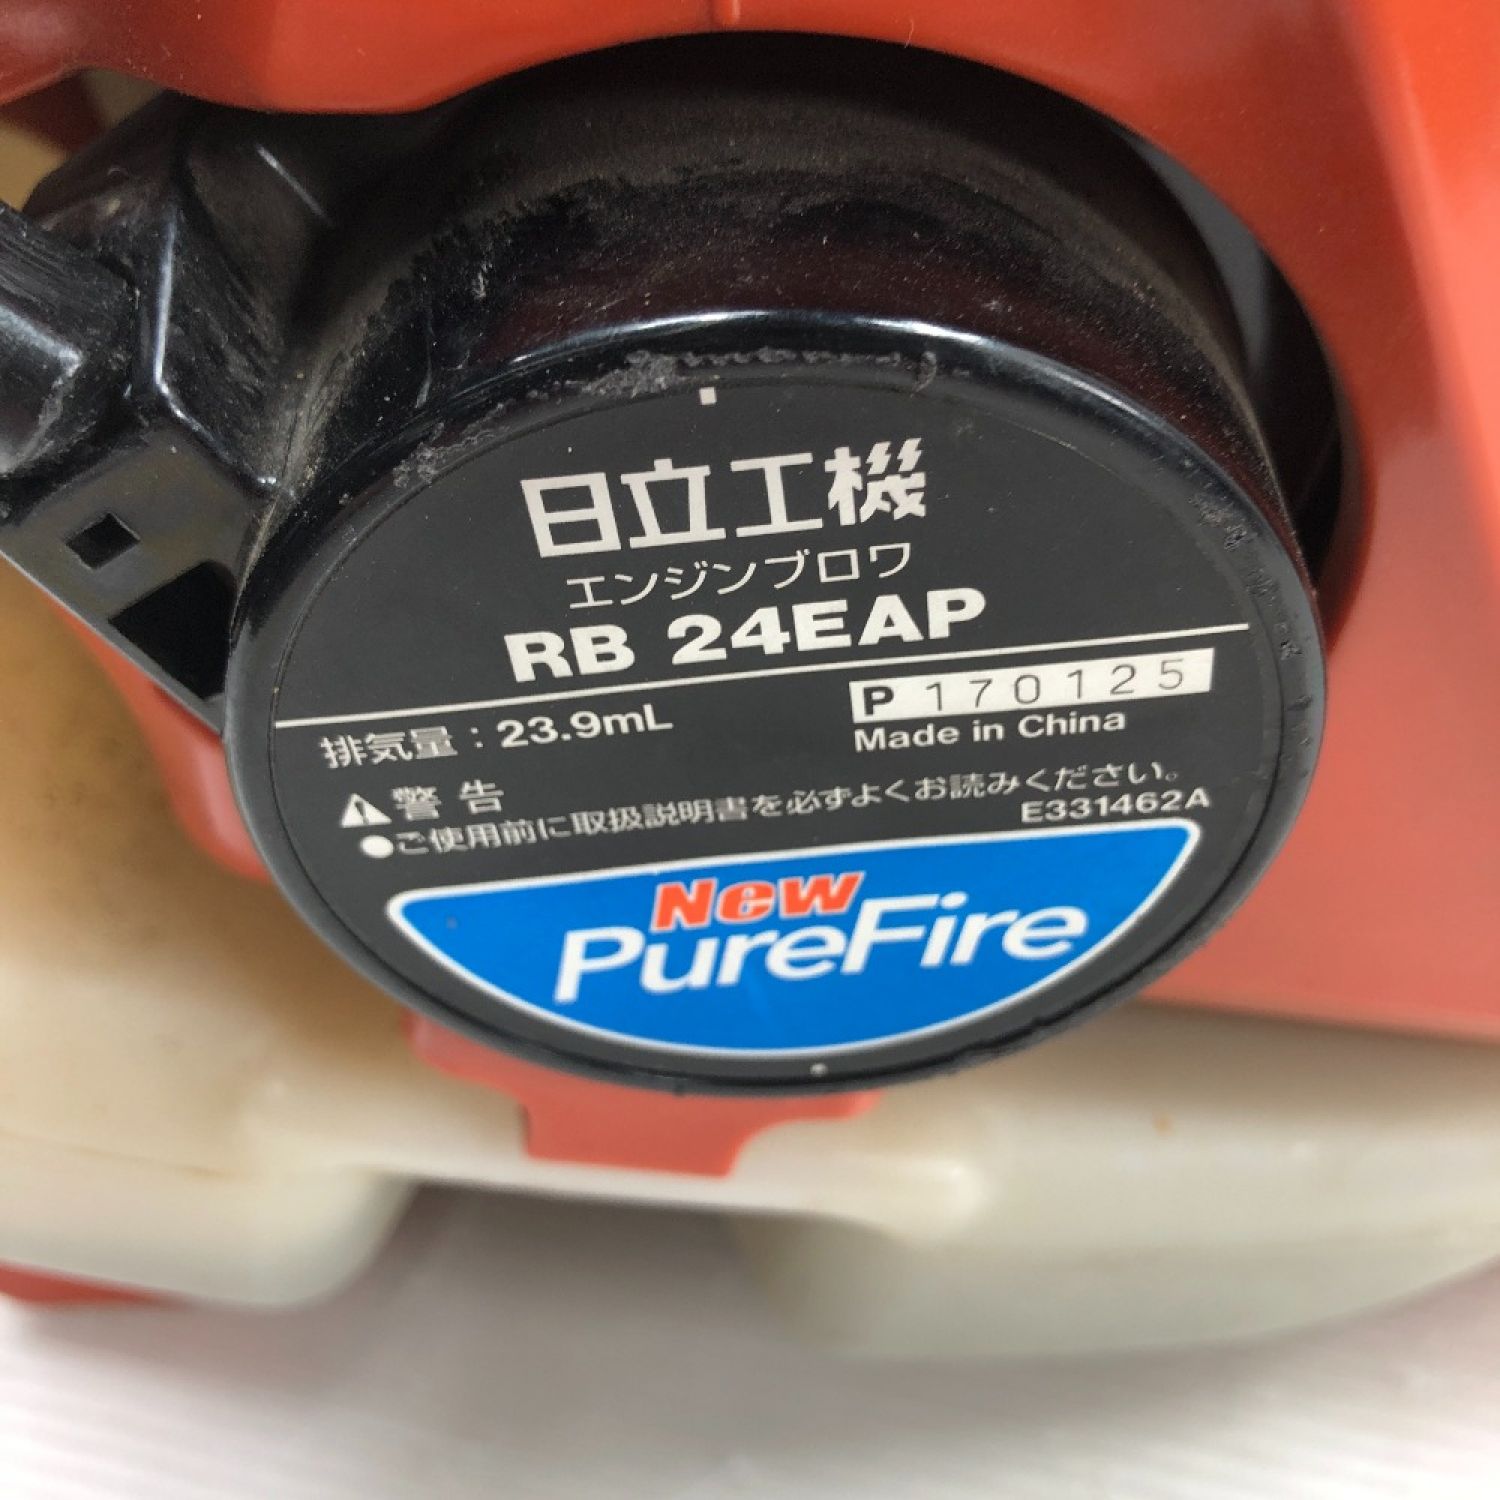 日立工機
エンジンブロワ
RB 24EAP
排気量：23.9mL
P 170125
Made in China
警告
●ご使用前に取扱説明書を必ずよくお読みください。
E331462A
New
PureFire